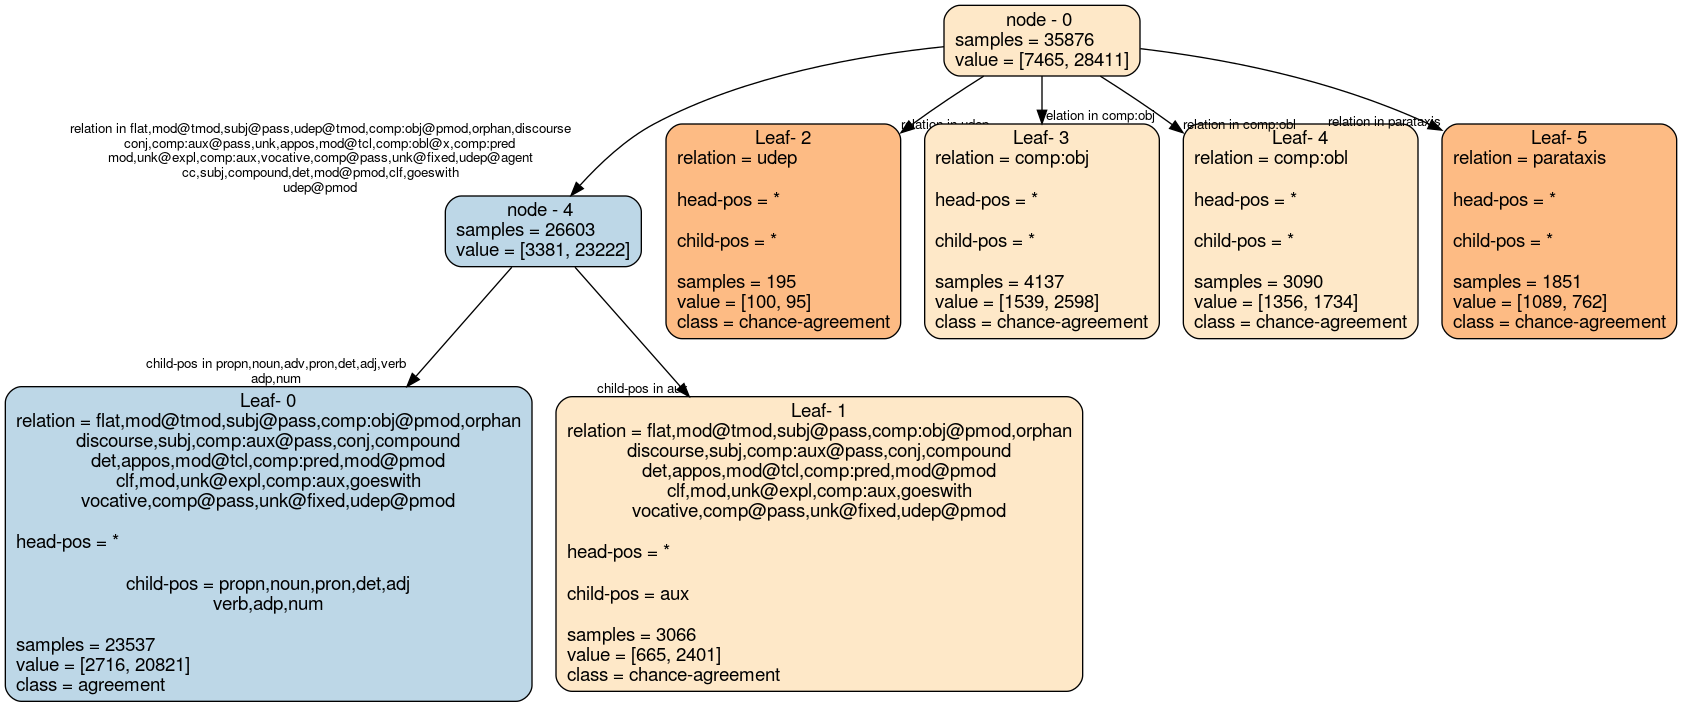 node - 0
samples = 35876
value = [7465, 28411]
relation in flat,mod@tmod,subj@pass,udep@tmod,comp:obj@pmod,orphan,discourse
conj,comp:aux@pass,unk,appos,mod@tcl,comp:obl@x,comp:pred
mod,unk@expl,comp:aux,vocative,comp@pass,unk@fixed,udep@agent
cc,subj,compound,det,mod@pmod,clf,goeswith
udep@pmod
relation in udep
relation in comp:obj
relation in comp:obl
relation in parataxis
node - 4
samples = 26603
value = [3381, 23222]
Leaf- 2
relation = udep
head-pos = *
child-pos = *
samples = 195
value = [100, 95]
class = chance-agreement
Leaf- 3
relation = comp:obj
head-pos = *
child-pos = *
samples = 4137
value = [1539, 2598]
class = chance-agreement
Leaf- 4
relation = comp:obl
head-pos = *
child-pos = *
samples = 3090
value = [1356, 1734]
class = chance-agreement
Leaf- 5
relation = parataxis
head-pos = *
child-pos = *
samples = 1851
value = [1089, 762]
class = chance-agreement
child-pos in propn,noun,adv,pron,det,adj,verb
adp,num
child-pos in aux
Leaf- 0
relation = flat,mod@tmod,subj@pass,comp:obj@pmod,orphan
discourse,subj,comp:aux@pass,conj,compound
det,appos,mod@tcl,comp:pred,mod@pmod
clf,mod,unk@expl,comp:aux,goeswith
vocative,comp@pass,unk@fixed,udep@pmod
head-pos = *
child-pos = propn,noun,pron,det,adj
verb,adp,num
samples = 23537
value = [2716, 20821]
class = agreement
Leaf- 1
relation = flat,mod@tmod,subj@pass,comp:obj@pmod,orphan
discourse,subj,comp:aux@pass,conj,compound
det,appos,mod@tcl,comp:pred,mod@pmod
clf,mod,unk@expl,comp:aux,goeswith
vocative,comp@pass,unk@fixed,udep@pmod
head-pos = *
child-pos = aux
samples = 3066
value = [665, 2401]
class = chance-agreement